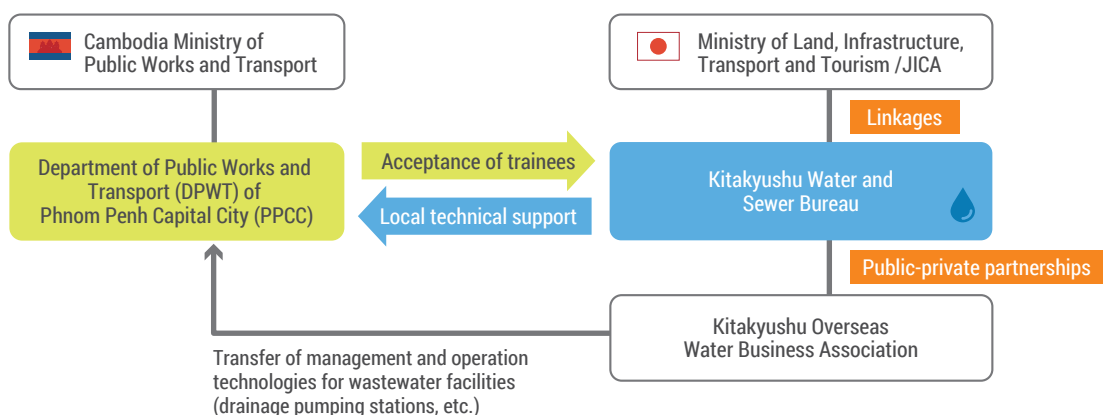 Cambodia Ministry of
Public Works and Transport
Ministry of Land, Infrastructure,
Transport and Tourism /JICA
Linkages
Department of Public Works and
Transport (DPWT) of
Phnom Penh Capital City (PPCC)
Acceptance of trainees
Local technical support
Kitakyushu Water and
Sewer Bureau
Public-private partnerships
Kitakyushu Overseas
Water Business Association
Transfer of management and operation
technologies for wastewater facilities
(drainage pumping stations, etc.)